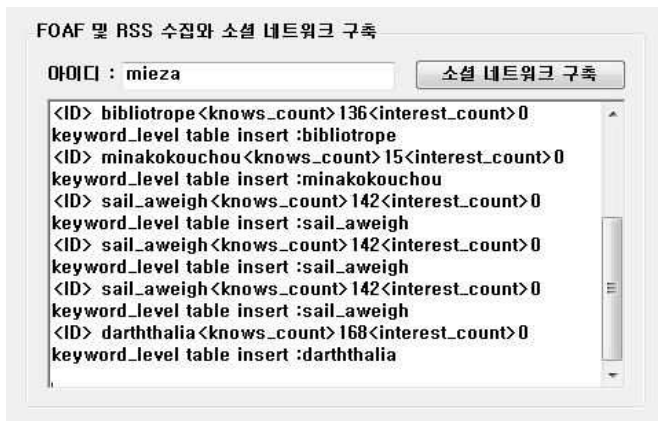 FOAF 및 RSS 수집와 소셜 네트워크 구축
아이디 : mieza
소셜 네트워크 구축
<ID> bibliotrope<knows_count>136<interest_count>0
keyword_level table insert :bibliotrope
<ID> minakokouchou<knows_count>15<interest_count>0
keyword_level table insert :minakokouchou
<ID> sail_aweigh<knows_count>142<interest_count>0
keyword_level table insert :sail_aweigh
<ID> sail_aweigh<knows_count>142<interest_count>0
keyword_level table insert :sail_aweigh
<ID> sail_aweigh<knows_count>142<interest_count>0
keyword_level table insert :sail_aweigh
<ID> darththalia<knows_count>168<interest_count>0
keyword_level table insert :darththalia